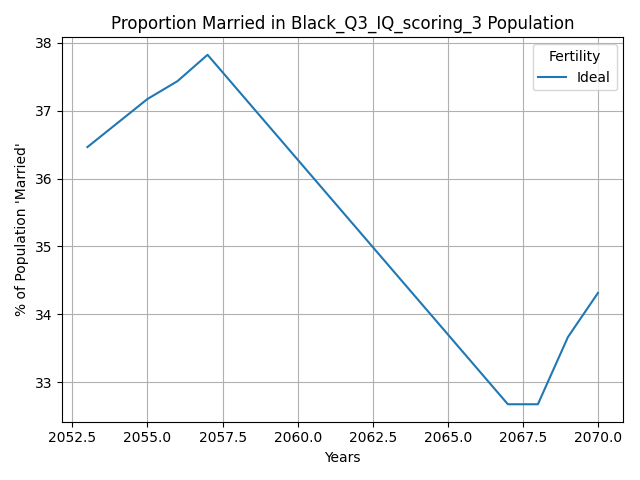 Proportion Married in Black_Q3_IQ_scoring_3 Population
Fertility
Ideal
% of Population 'Married'
38
37
36
35
34
33
2052.5 2055.0 2057.5 2060.0 2062.5 2065.0 2067.5 2070.0
Years